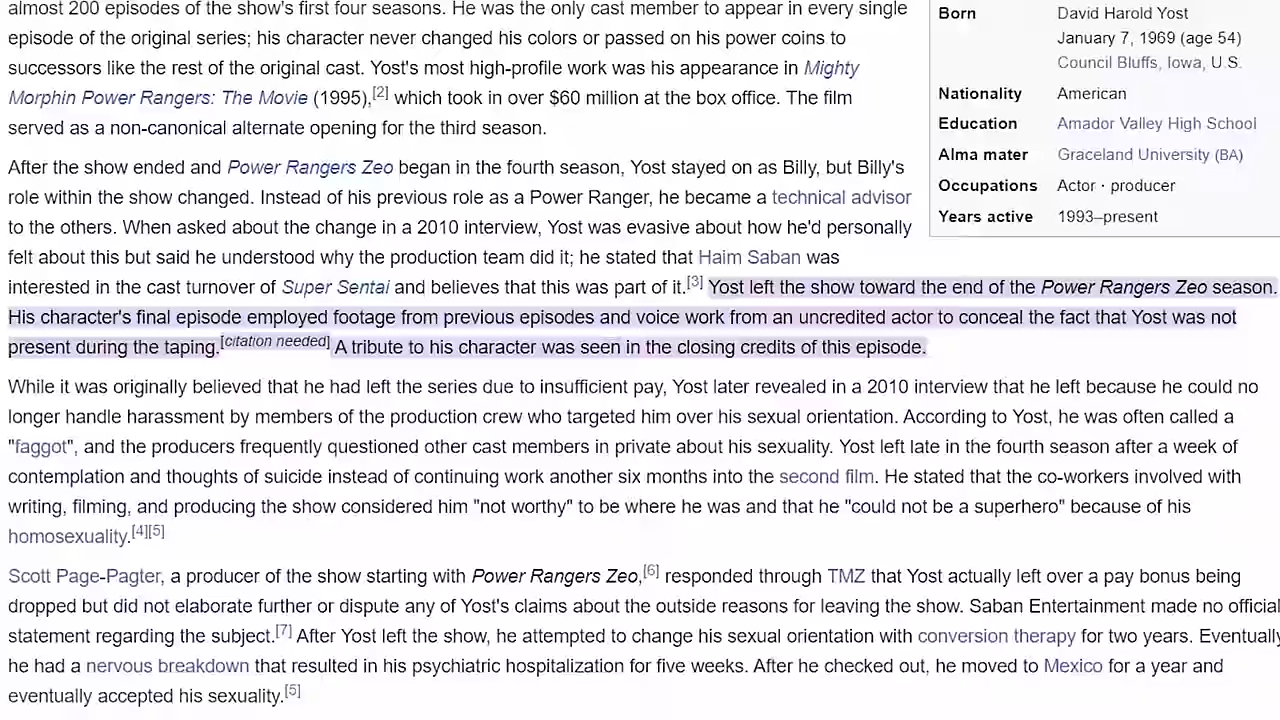 almost 200 episodes of the show's first four seasons. He was the only cast member to appear in every single
episode of the original series; his character never changed his colors or passed on his power coins to
successors like the rest of the original cast. Yost's most high-profile work was his appearance in Mighty
Morphin Power Rangers: The Movie (1995),[2] which took in over $60 million at the box office. The film
served as a non-canonical alternate opening for the third season.
After the show ended and Power Rangers Zeo began in the fourth season, Yost stayed on as Billy, but Billy's
role within the show changed. Instead of his previous role as a Power Ranger, he became a technical advisor
to the others. When asked about the change in a 2010 interview, Yost was evasive about how he'd personally
felt about this but said he understood why the production team did it; he stated that Haim Saban was
interested in the cast turnover of Super Sentai and believes that this was part of it.[3] Yost left the show toward the end of the Power Rangers Zeo season.
His character's final episode employed footage from previous episodes and voice work from an uncredited actor to conceal the fact that Yost was not
present during the taping.[citation needed] A tribute to his character was seen in the closing credits of this episode.
While it was originally believed that he had left the series due to insufficient pay, Yost later revealed in a 2010 interview that he left because he could no
longer handle harassment by members of the production crew who targeted him over his sexual orientation. According to Yost, he was often called a
"faggot", and the producers frequently questioned other cast members in private about his sexuality. Yost left late in the fourth season after a week of
contemplation and thoughts of suicide instead of continuing work another six months into the second film. He stated that the co-workers involved with
writing, filming, and producing the show considered him "not worthy" to be where he was and that he "could not be a superhero" because of his
homosexuality.[4][5]
Scott Page-Pagter, a producer of the show starting with Power Rangers Zeo,[6] responded through TMZ that Yost actually left over a pay bonus being
dropped but did not elaborate further or dispute any of Yost's claims about the outside reasons for leaving the show. Saban Entertainment made no official
statement regarding the subject.[7] After Yost left the show, he attempted to change his sexual orientation with conversion therapy for two years. Eventually
he had a nervous breakdown that resulted in his psychiatric hospitalization for five weeks. After he checked out, he moved to Mexico for a year and
eventually accepted his sexuality.[5]
Born David Harold Yost
January 7, 1969 (age 54)
Council Bluffs, Iowa, U.S.
Nationality American
Education Amador Valley High School
Alma mater Graceland University (BA)
Occupations Actor · producer
Years active 1993–present